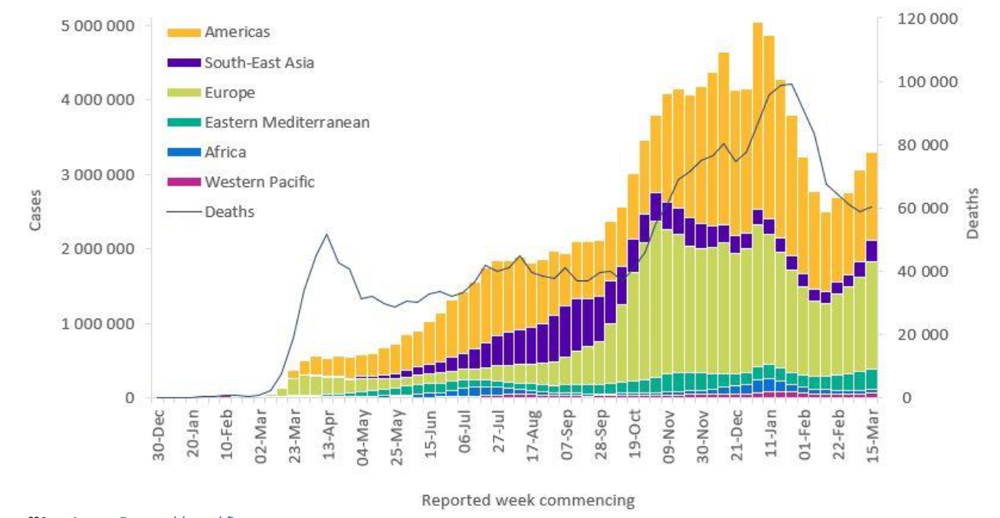 5 000 000
4 000 000
3 000 000
2 000 000
1 000 000
0
Cases
Americas
South-East Asia
Europe
Eastern Mediterranean
Africa
Western Pacific
Deaths
120 000
100 000
80 000
60 000
40 000
20 000
0
Deaths
30-Dec
20-Jan
10-Feb
02-Mar
23-Mar
13-Apr
04-May
25-May
15-Jun
06-Jul
27-Jul
17-Aug
07-Sep
28-Sep
19-Oct
09-Nov
30-Nov
21-Dec
11-Jan
01-Feb
22-Feb
15-Mar
Reported week commencing